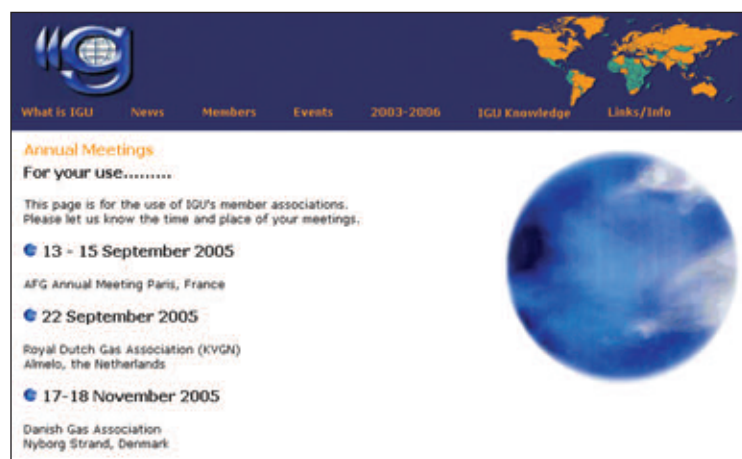 What is IGU News Members Events 2003-2006 IGU Knowledge Links/Info
Annual Meetings
For your use.........
This page is for the use of IGU's member associations.
Please let us know the time and place of your meetings.
13 - 15 September 2005
AFG Annual Meeting Paris, France
22 September 2005
Royal Dutch Gas Association (KVGN)
Almelo, the Netherlands
17-18 November 2005
Danish Gas Association
Nyborg Strand, Denmark